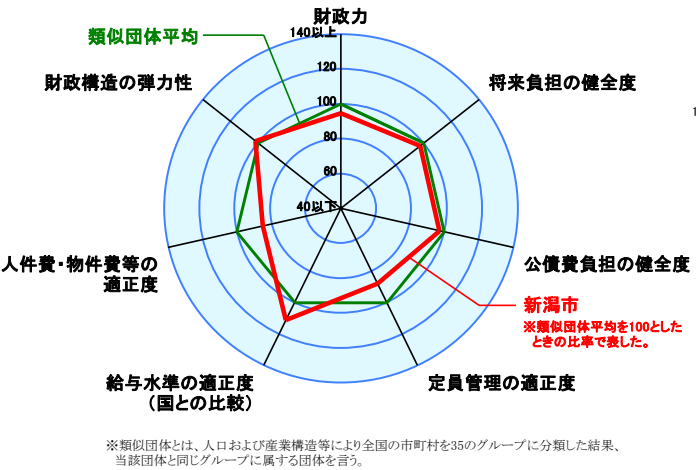 財政力
140以上
類似団体平均
120
財政構造の弾力性
将来負担の健全度
100
1
80
60
40以下
人件費・物件費等の
適正度
公債費負担の健全度
新潟市
※類似団体平均を100とした
ときの比率で表した。
給与水準の適正度
（国との比較）
定員管理の適正度
※類似団体とは、人口および産業構造等により全国の市町村を35のグループに分類した結果、
当該団体と同じグループに属する団体を言う。